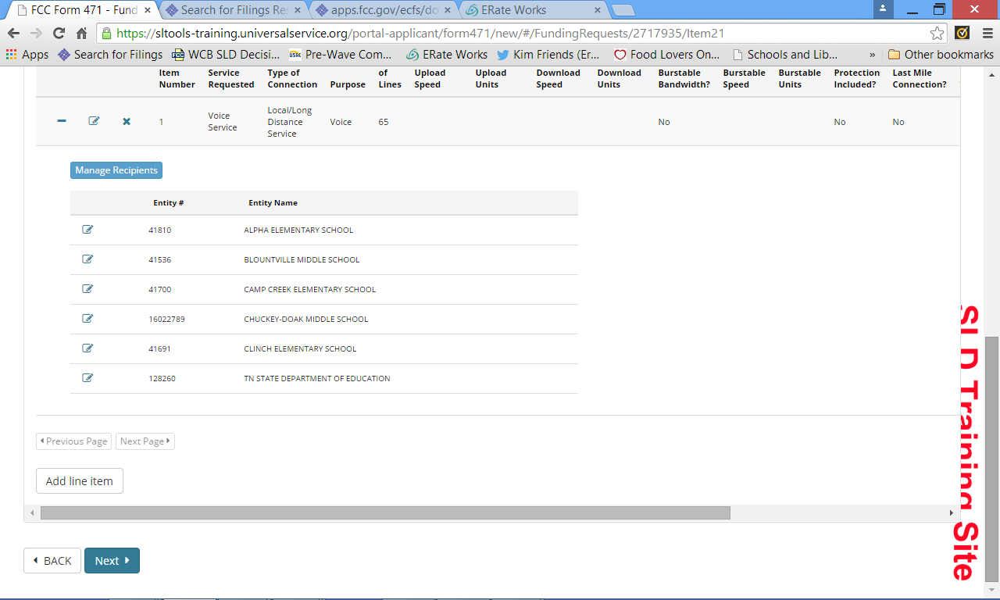 FCC Form 471 - Fund
Search for Filings Res
apps.fcc.gov/ecfs/do
ERate Works
https://sltools-training.universalservice.org/portal-applicant/form471/new/#/FundingRequests/2717935/Item21
Apps
Search for Filings
WCB SLD Decisi...
Pre-Wave Com...
ERate Works
Kim Friends (Er...
Food Lovers On...
Schools and Lib...
»
Other bookmarks
Item Number
Service Requested
Type of Connection
Purpose
of Lines
Upload Speed
Upload Units
Download Speed
Download Units
Burstable Bandwidth?
Burstable Speed
Burstable Units
Protection Included?
Last Mile Connection?
1
Voice Service
Local/Long Distance Service
Voice
65
No
No
No
Manage Recipients
Entity # Entity Name
41810 ALPHA ELEMENTARY SCHOOL
41536 BLOUNTVILLE MIDDLE SCHOOL
41700 CAMP CREEK ELEMENTARY SCHOOL
16022789 CHUCKEY-DOAK MIDDLE SCHOOL
41691 CLINCH ELEMENTARY SCHOOL
128260 TN STATE DEPARTMENT OF EDUCATION
Previous Page
Next Page
Add line item
BACK
Next
SLD Training Site